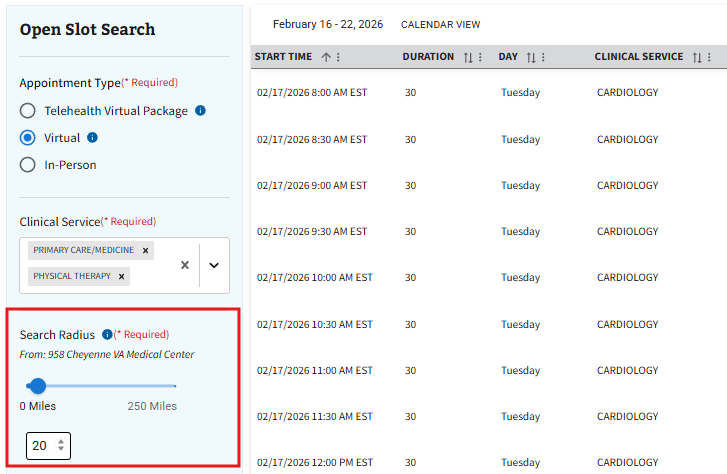 Open Slot Search
Appointment Type(* Required)
Telehealth Virtual Package
Virtual
In-Person
Clinical Service(* Required)
PRIMARY CARE/MEDICINE x
PHYSICAL THERAPY x
Search Radius (* Required)
From: 958 Cheyenne VA Medical Center
0 Miles 250 Miles
20
February 16 - 22, 2026 CALENDAR VIEW
START TIME DURATION DAY CLINICAL SERVICE
02/17/2026 8:00 AM EST 30 Tuesday CARDIOLOGY
02/17/2026 8:30 AM EST 30 Tuesday CARDIOLOGY
02/17/2026 9:00 AM EST 30 Tuesday CARDIOLOGY
02/17/2026 9:30 AM EST 30 Tuesday CARDIOLOGY
02/17/2026 10:00 AM EST 30 Tuesday CARDIOLOGY
02/17/2026 10:30 AM EST 30 Tuesday CARDIOLOGY
02/17/2026 11:00 AM EST 30 Tuesday CARDIOLOGY
02/17/2026 11:30 AM EST 30 Tuesday CARDIOLOGY
02/17/2026 12:00 PM EST 30 Tuesday CARDIOLOGY